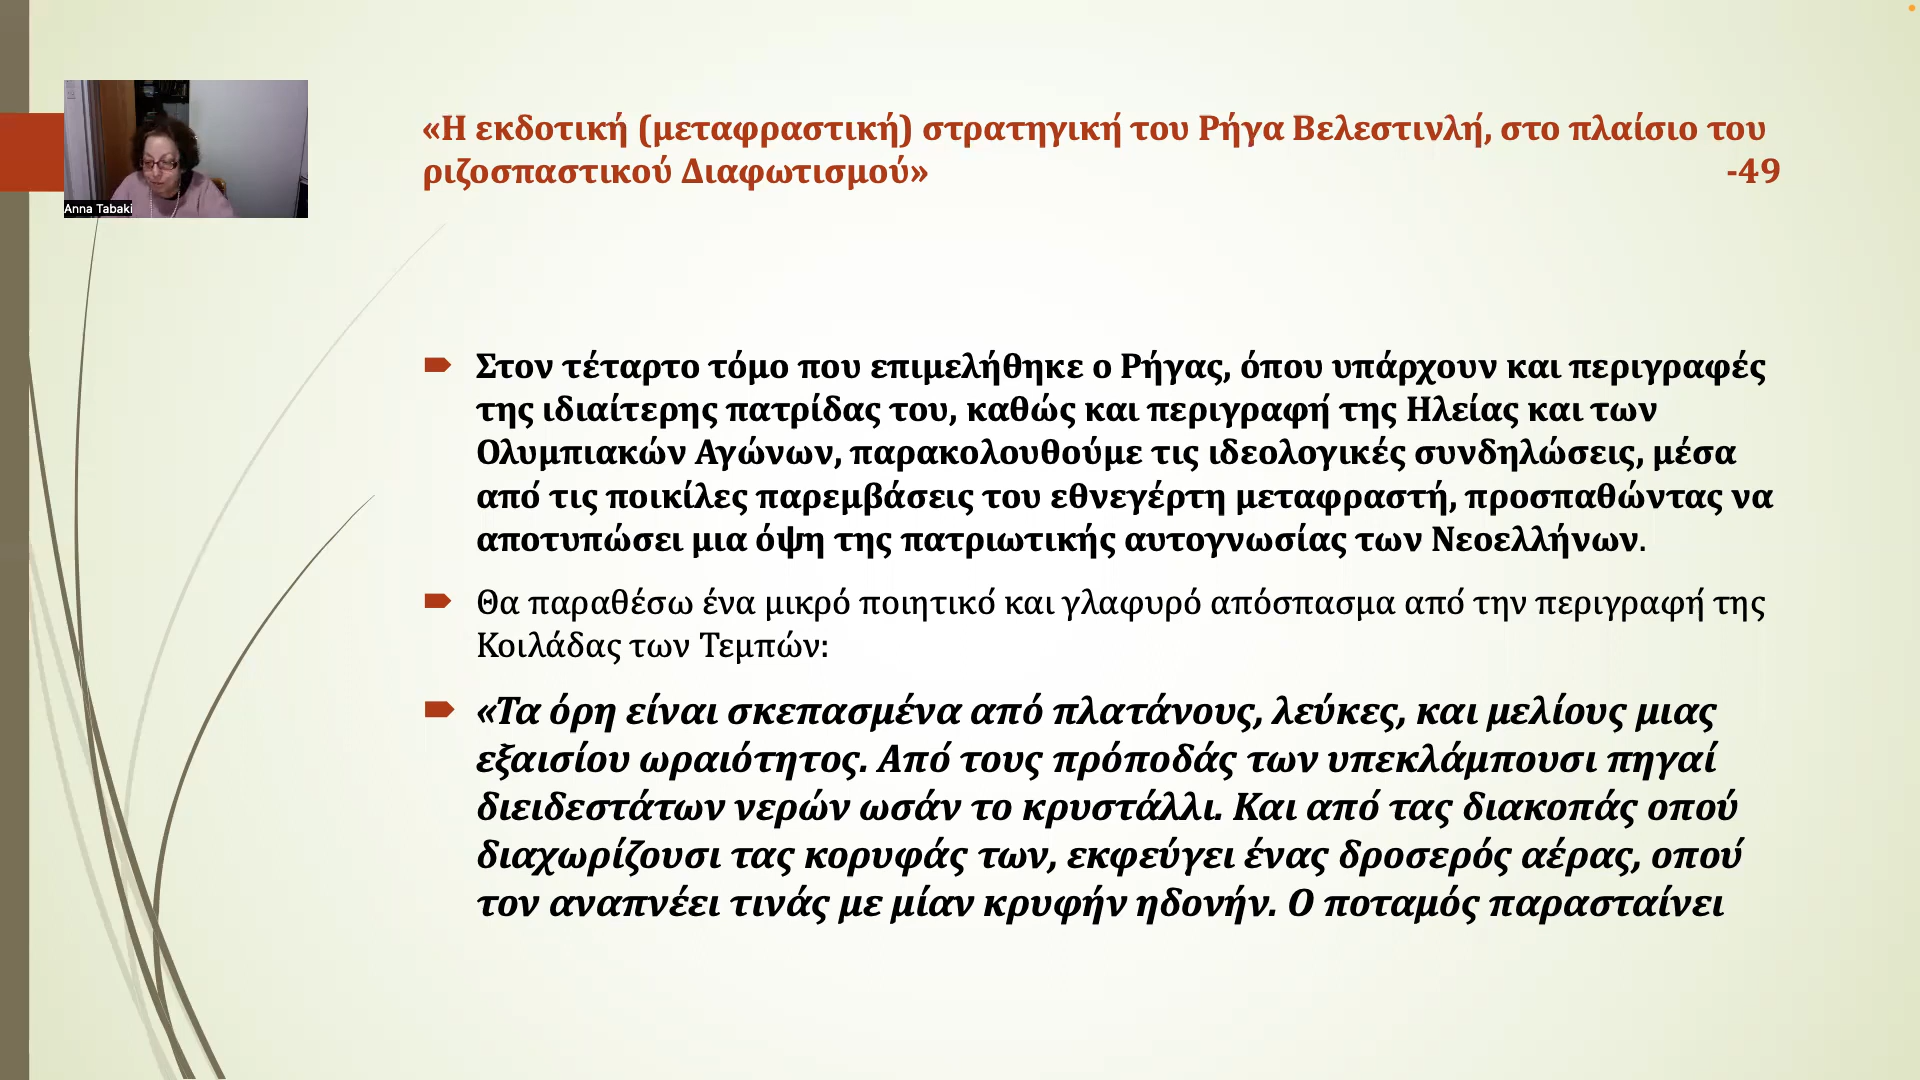 «Η εκδοτική (μεταφραστική) στρατηγική του Ρήγα Βελεστινλή, στο πλαίσιο του
ριζοσπαστικού Διαφωτισμού» -49
Anna Tabaki
Στον τέταρτο τόμο που επιμελήθηκε ο Ρήγας, όπου υπάρχουν και περιγραφές
της ιδιαίτερης πατρίδας του, καθώς και περιγραφή της Ηλείας και των
Ολυμπιακών Αγώνων, παρακολουθούμε τις ιδεολογικές συνδηλώσεις, μέσα
από τις ποικίλες παρεμβάσεις του εθνεγέρτη μεταφραστή, προσπαθώντας να
αποτυπώσει μια όψη της πατριωτικής αυτογνωσίας των Νεοελλήνων.
Θα παραθέσω ένα μικρό ποιητικό και γλαφυρό απόσπασμα από την περιγραφή της
Κοιλάδας των Τεμπών:
«Τα όρη είναι σκεπασμένα από πλατάνους, λεύκες, και μελίους μιας
εξαισίου ωραιότητος. Από τους πρόποδάς των υπεκλάμπουσι πηγαί
διειδεστάτων νερών ωσάν το κρυστάλλι. Και από τας διακοπάς οπού
διαχωρίζουσι τας κορυφάς των, εκφεύγει ένας δροσερός αέρας, οπού
τον αναπνέει τινάς με μίαν κρυφήν ηδονήν. Ο ποταμός παρασταίνει